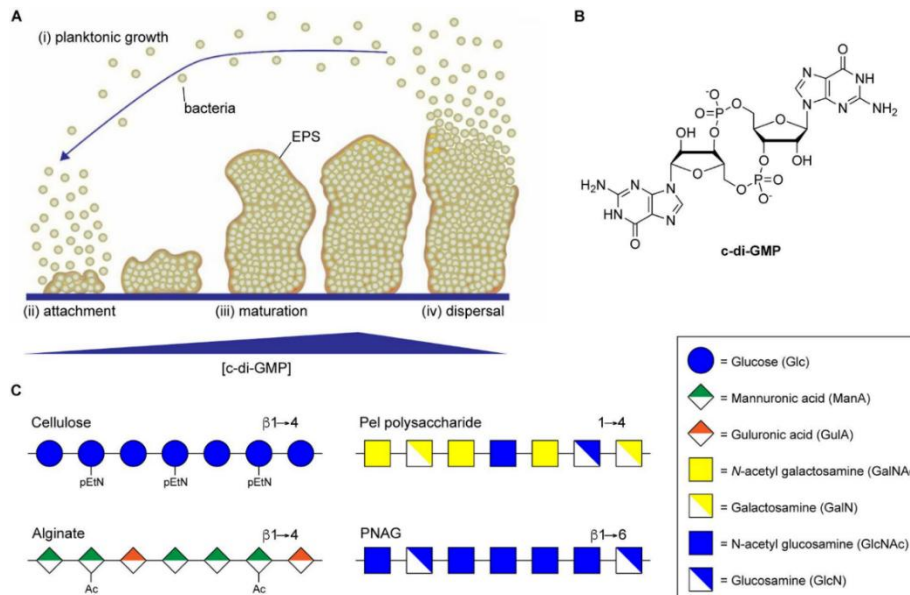 A
(i) planktonic growth
bacteria
EPS
(ii) attachment
(iii) maturation
(iv) dispersal
[c-di-GMP]
B
O
N
NH
N
N
NH₂
O
O⁻
P
O
O
OH
O
O
P
O
O
OH
O⁻
N
N
H₂N
N
HN
N
O
c-di-GMP
C
Cellulose
β1→4
pEtN
pEtN
pEtN
Alginate
β1→4
Ac
Ac
Pel polysaccharide
1→4
PNAG
β1→6
= Glucose (Glc)
= Mannuronic acid (ManA)
= Guluronic acid (GulA)
= N-acetyl galactosamine (GalNAc
= Galactosamine (GalN)
= N-acetyl glucosamine (GlcNAc)
= Glucosamine (GlcN)